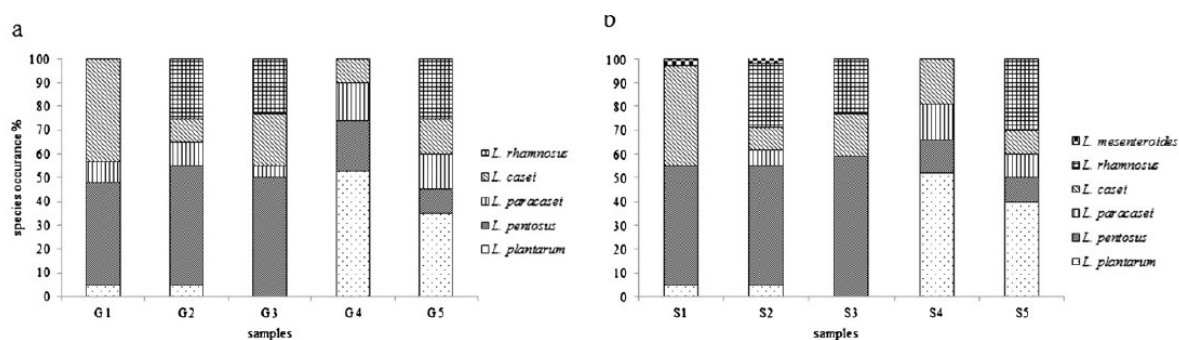 a
100
90
80
70
60
50
40
30
20
10
0
species occurance %
G1 G2 G3 G4 G5
samples
L. rhamnosus
L. casei
L. paracasei
L. pentosus
L. plantarum
b
100
90
80
70
60
50
40
30
20
10
0
S1 S2 S3 S4 S5
samples
L. mesenteroides
L. rhamnosus
L. casei
L. paracasei
L. pentosus
L. plantarum